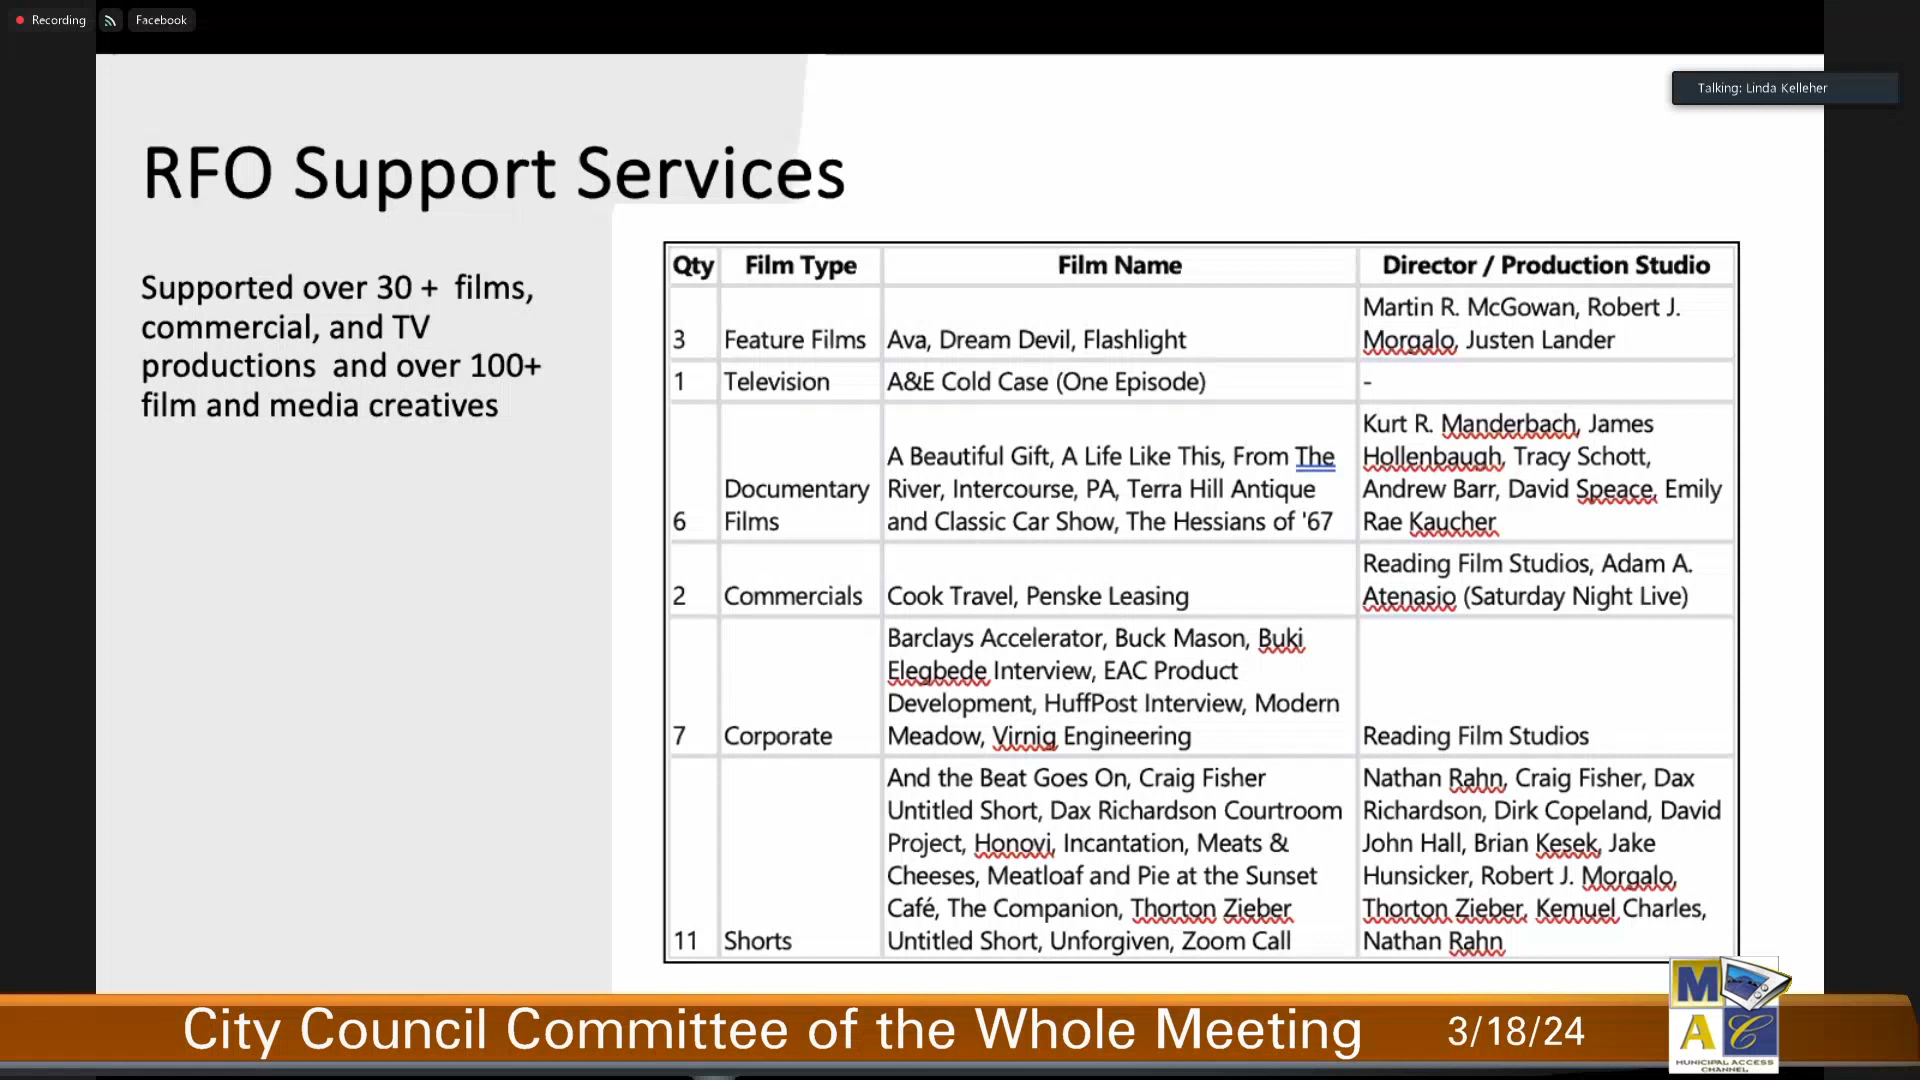 Recording
Facebook
Talking: Linda Kelleher
RFO Support Services
Supported over 30 +  films,
commercial, and TV
productions  and over 100+
film and media creatives
Qty Film Type Film Name Director / Production Studio
Martin R. McGowan, Robert J.
3 Feature Films Ava, Dream Devil, Flashlight Morgalo, Justen Lander
1 Television A&E Cold Case (One Episode) -
Kurt R. Manderbach, James
A Beautiful Gift, A Life Like This, From The Hollenbaugh, Tracy Schott,
Documentary River, Intercourse, PA, Terra Hill Antique Andrew Barr, David Speace, Emily
6 Films and Classic Car Show, The Hessians of '67 Rae Kaucher
Reading Film Studios, Adam A.
2 Commercials Cook Travel, Penske Leasing Atenasio (Saturday Night Live)
Barclays Accelerator, Buck Mason, Buki
Elegbede Interview, EAC Product
Development, HuffPost Interview, Modern
7 Corporate Meadow, Virnig Engineering Reading Film Studios
And the Beat Goes On, Craig Fisher Nathan Rahn, Craig Fisher, Dax
Untitled Short, Dax Richardson Courtroom Richardson, Dirk Copeland, David
Project, Honovi, Incantation, Meats & John Hall, Brian Kesek, Jake
Cheeses, Meatloaf and Pie at the Sunset Hunsicker, Robert J. Morgalo,
Café, The Companion, Thorton Zieber Thorton Zieber, Kemuel Charles,
11 Shorts Untitled Short, Unforgiven, Zoom Call Nathan Rahn
City Council Committee of the Whole Meeting 3/18/24
M
A C
MUNICIPAL ACCESS
CHANNEL